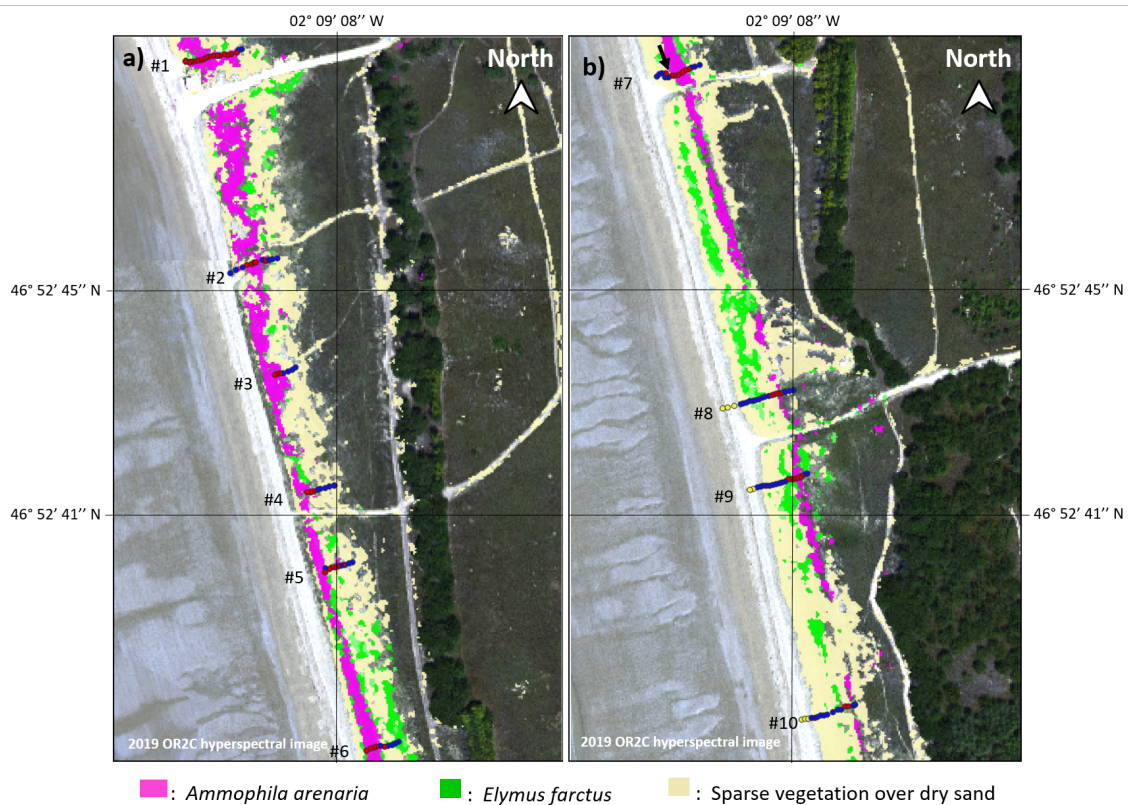 02° 09' 08'' W
02° 09' 08'' W
a)
North
b)
North
#1
#7
#2
46° 52' 45'' N
46° 52' 45'' N
#3
#8
#4
#9
46° 52' 41'' N
46° 52' 41'' N
#5
#10
#6
2019 OR2C hyperspectral image
2019 OR2C hyperspectral image
: Ammophila arenaria
: Elymus farctus
: Sparse vegetation over dry sand